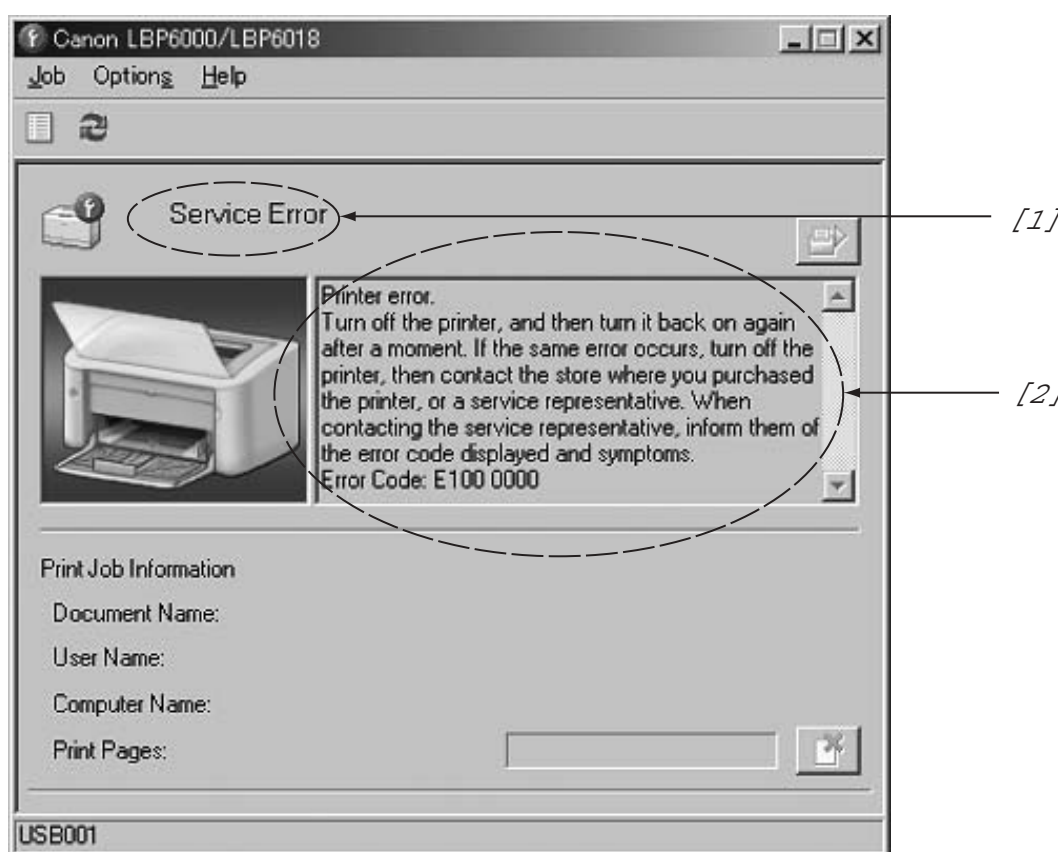 Canon LBP6000/LBP6018
Job Options Help
Service Error
[1]
Printer error.
Turn off the printer, and then turn it back on again
after a moment. If the same error occurs, turn off the
printer, then contact the store where you purchased
the printer, or a service representative. When
contacting the service representative, inform them of
the error code displayed and symptoms.
Error Code: E100 0000
[2]
Print Job Information
Document Name:
User Name:
Computer Name:
Print Pages:
USB001